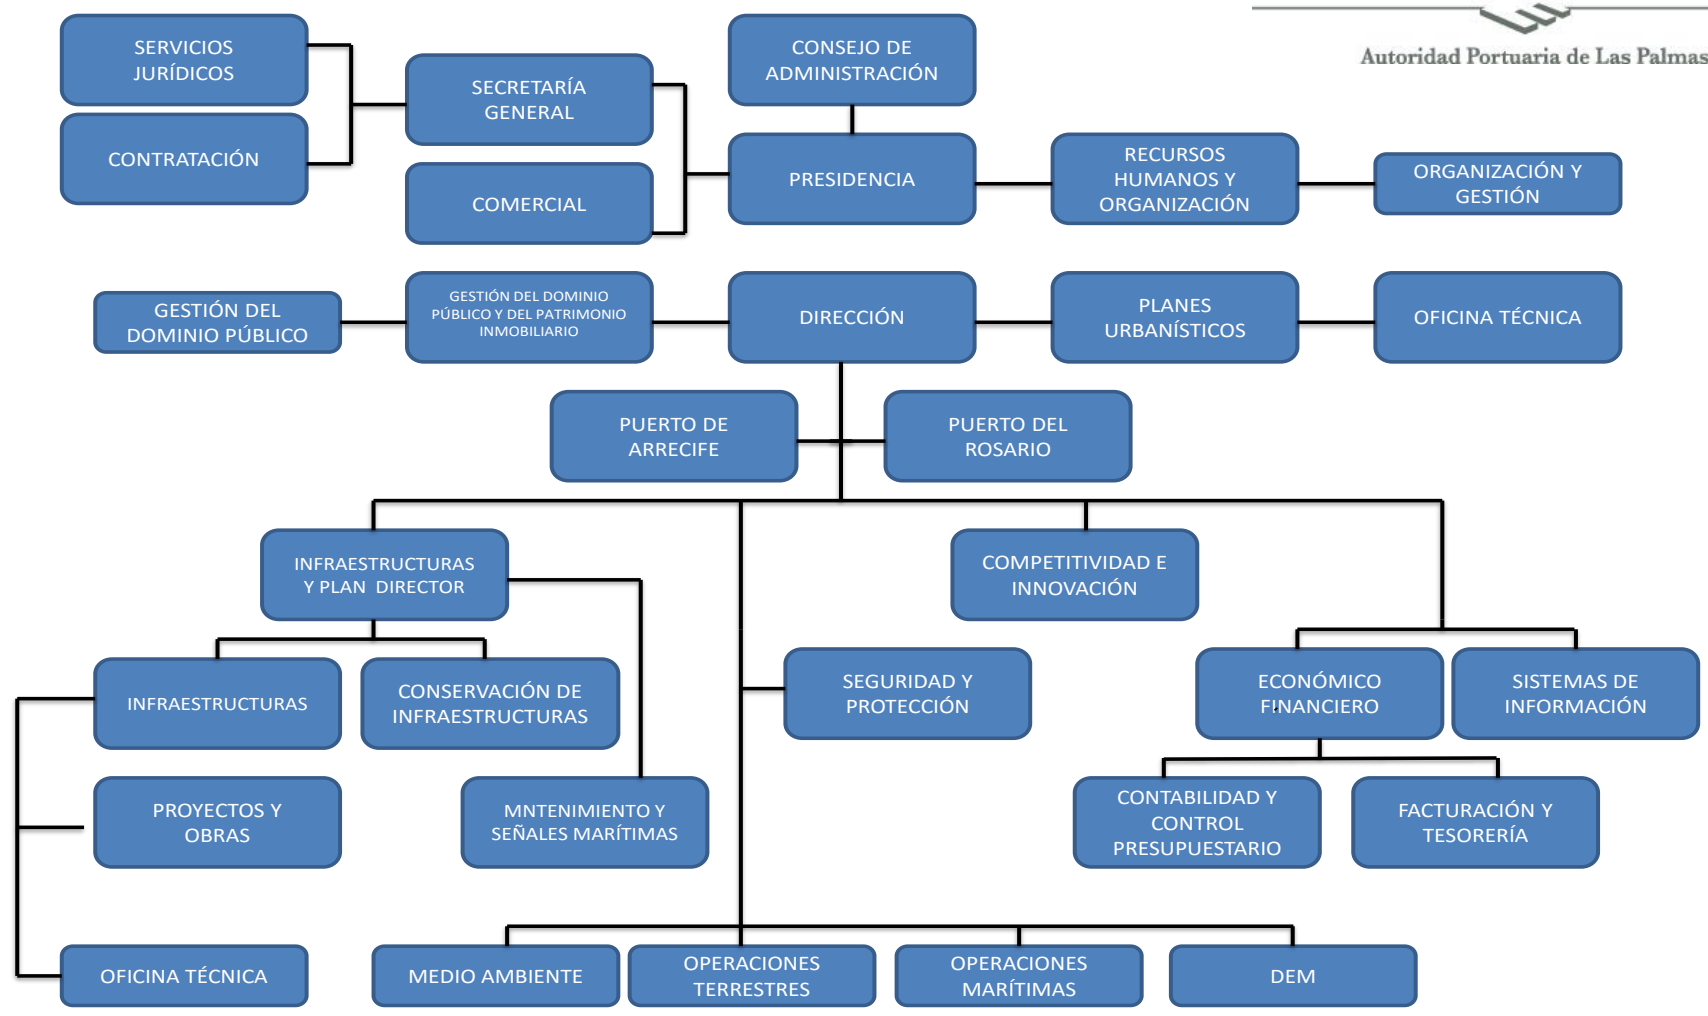 Autoridad Portuaria de Las Palmas
SERVICIOS
JURÍDICOS
CONTRATACIÓN
SECRETARÍA
GENERAL
COMERCIAL
CONSEJO DE
ADMINISTRACIÓN
PRESIDENCIA
RECURSOS
HUMANOS Y
ORGANIZACIÓN
ORGANIZACIÓN Y
GESTIÓN
GESTIÓN DEL
DOMINIO PÚBLICO
GESTIÓN DEL DOMINIO
PÚBLICO Y DEL PATRIMONIO
INMOBILIARIO
DIRECCIÓN
PLANES
URBANÍSTICOS
OFICINA TÉCNICA
PUERTO DE
ARRECIFE
PUERTO DEL
ROSARIO
INFRAESTRUCTURAS
Y PLAN DIRECTOR
COMPETITIVIDAD E
INNOVACIÓN
INFRAESTRUCTURAS
CONSERVACIÓN DE
INFRAESTRUCTURAS
SEGURIDAD Y
PROTECCIÓN
ECONÓMICO
FINANCIERO
SISTEMAS DE
INFORMACIÓN
PROYECTOS Y
OBRAS
MNTENIMIENTO Y
SEÑALES MARÍTIMAS
CONTABILIDAD Y
CONTROL
PRESUPUESTARIO
FACTURACIÓN Y
TESORERÍA
OFICINA TÉCNICA
MEDIO AMBIENTE
OPERACIONES
TERRESTRES
OPERACIONES
MARÍTIMAS
DEM